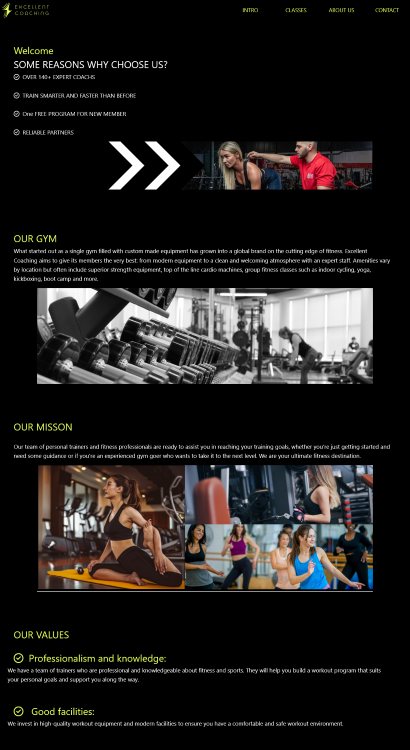 EXCELLENT
COACHING
INTRO CLASSES ABOUT US CONTACT
Welcome
SOME REASONS WHY CHOOSE US?
OVER 140+ EXPERT COACHS
TRAIN SMARTER AND FASTER THAN BEFORE
One FREE PROGRAM FOR NEW MEMBER
RELIABLE PARTNERS
OUR GYM
What started out as a single gym filled with custom made equipment has grown into a global brand on the cutting edge of fitness. Excellent
Coaching aims to give its members the very best: from modern equipment to a clean and welcoming atmosphere with an expert staff. Amenities vary
by location but often include superior strength equipment, top of the line cardio machines, group fitness classes such as indoor cycling, yoga,
kickboxing, boot camp and more.
OUR MISSON
Our team of personal trainers and fitness professionals are ready to assist you in reaching your training goals, whether you're just getting started and
need some guidance or if you're an experienced gym goer who wants to take it to the next level. We are your ultimate fitness destination.
OUR VALUES
Professionalism and knowledge:
We have a team of trainers who are professional and knowledgeable about fitness and sports. They will help you build a workout program that suits
your personal goals and support you along the way.
Good facilities:
We invest in high-quality workout equipment and modern facilities to ensure you have a comfortable and safe workout environment.